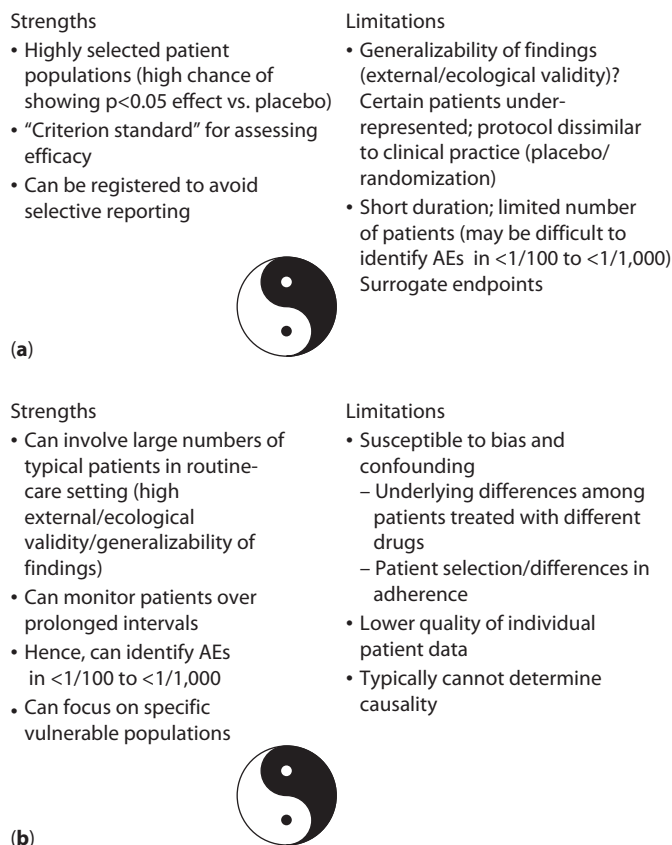 Strengths
• Highly selected patient
populations (high chance of
showing p<0.05 effect vs. placebo)
• “Criterion standard” for assessing
efficacy
• Can be registered to avoid
selective reporting
Limitations
• Generalizability of findings
(external/ecological validity)?
Certain patients under-
represented; protocol dissimilar
to clinical practice (placebo/
randomization)
• Short duration; limited number
of patients (may be difficult to
identify AEs in <1/100 to <1/1,000)
Surrogate endpoints
(a)
Strengths
• Can involve large numbers of
typical patients in routine-
care setting (high
external/ecological
validity/generalizability of
findings)
• Can monitor patients over
prolonged intervals
• Hence, can identify AEs
in <1/100 to <1/1,000
• Can focus on specific
vulnerable populations
Limitations
• Susceptible to bias and
confounding
– Underlying differences among
patients treated with different
drugs
– Patient selection/differences in
adherence
• Lower quality of individual
patient data
• Typically cannot determine
causality
(b)